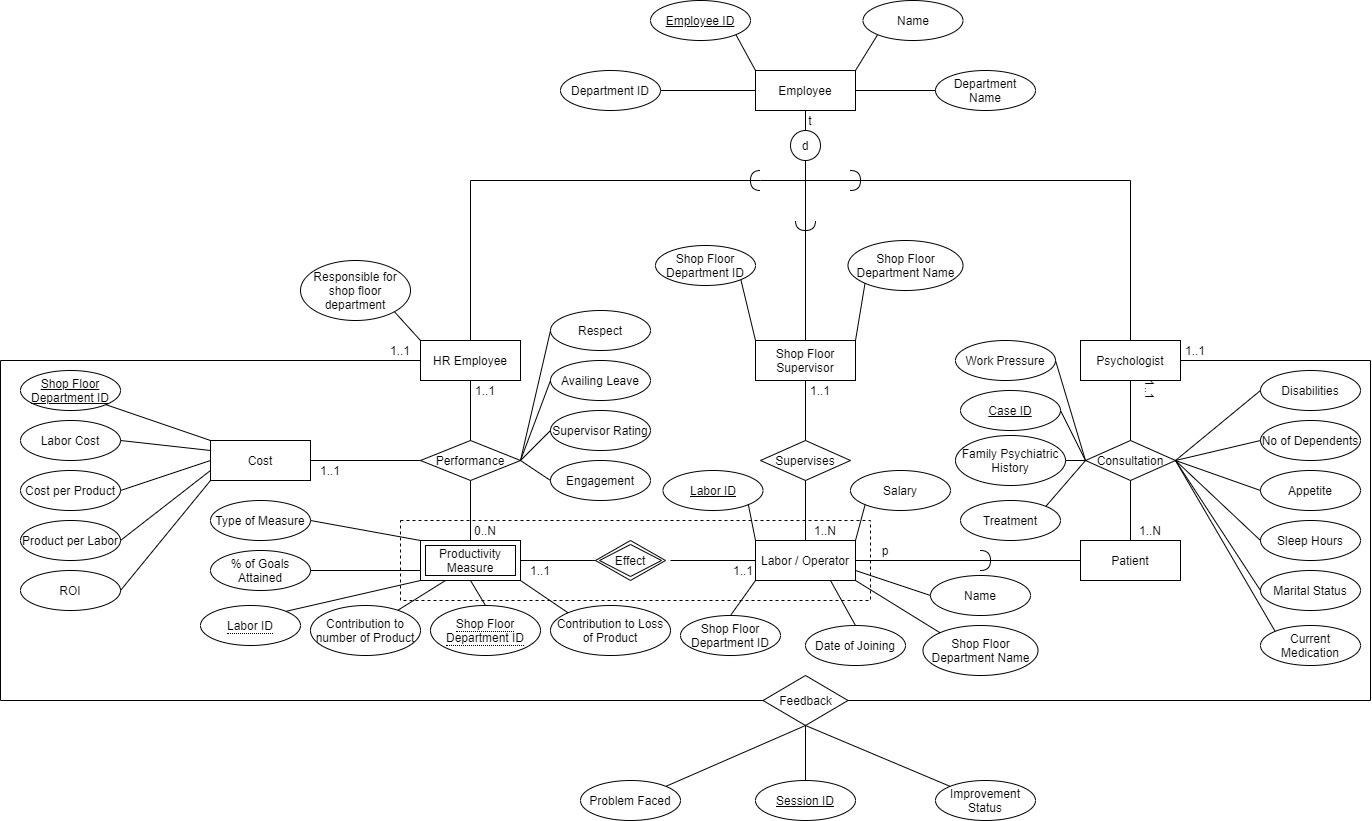 Employee ID
Name
Department ID
Employee
Department
Name
t
d
Shop Floor
Department ID
Shop Floor
Department Name
Responsible for
shop floor
department
Respect
1..1
HR Employee
Shop Floor
Supervisor
Work Pressure
Psychologist
1..1
Shop Floor
Department ID
Availing Leave
1..1
1..1
1..1
Disabilities
Case ID
Labor Cost
Supervisor Rating
No of Dependents
Cost
1..1
Performance
Supervises
Family Psychiatric
History
Consultation
Engagement
Cost per Product
Labor ID
Salary
Appetite
Type of Measure
Treatment
0..N
1..N
1..N
Product per Labor
Sleep Hours
Productivity
Measure
1..1
Effect
1..1
Labor / Operator
p
Patient
% of Goals
Attained
ROI
Name
Marital Status
Labor ID
Contribution to
number of Product
Shop Floor
Department ID
Contribution to Loss
of Product
Shop Floor
Department ID
Date of Joining
Shop Floor
Department Name
Current
Medication
Feedback
Problem Faced
Session ID
Improvement
Status